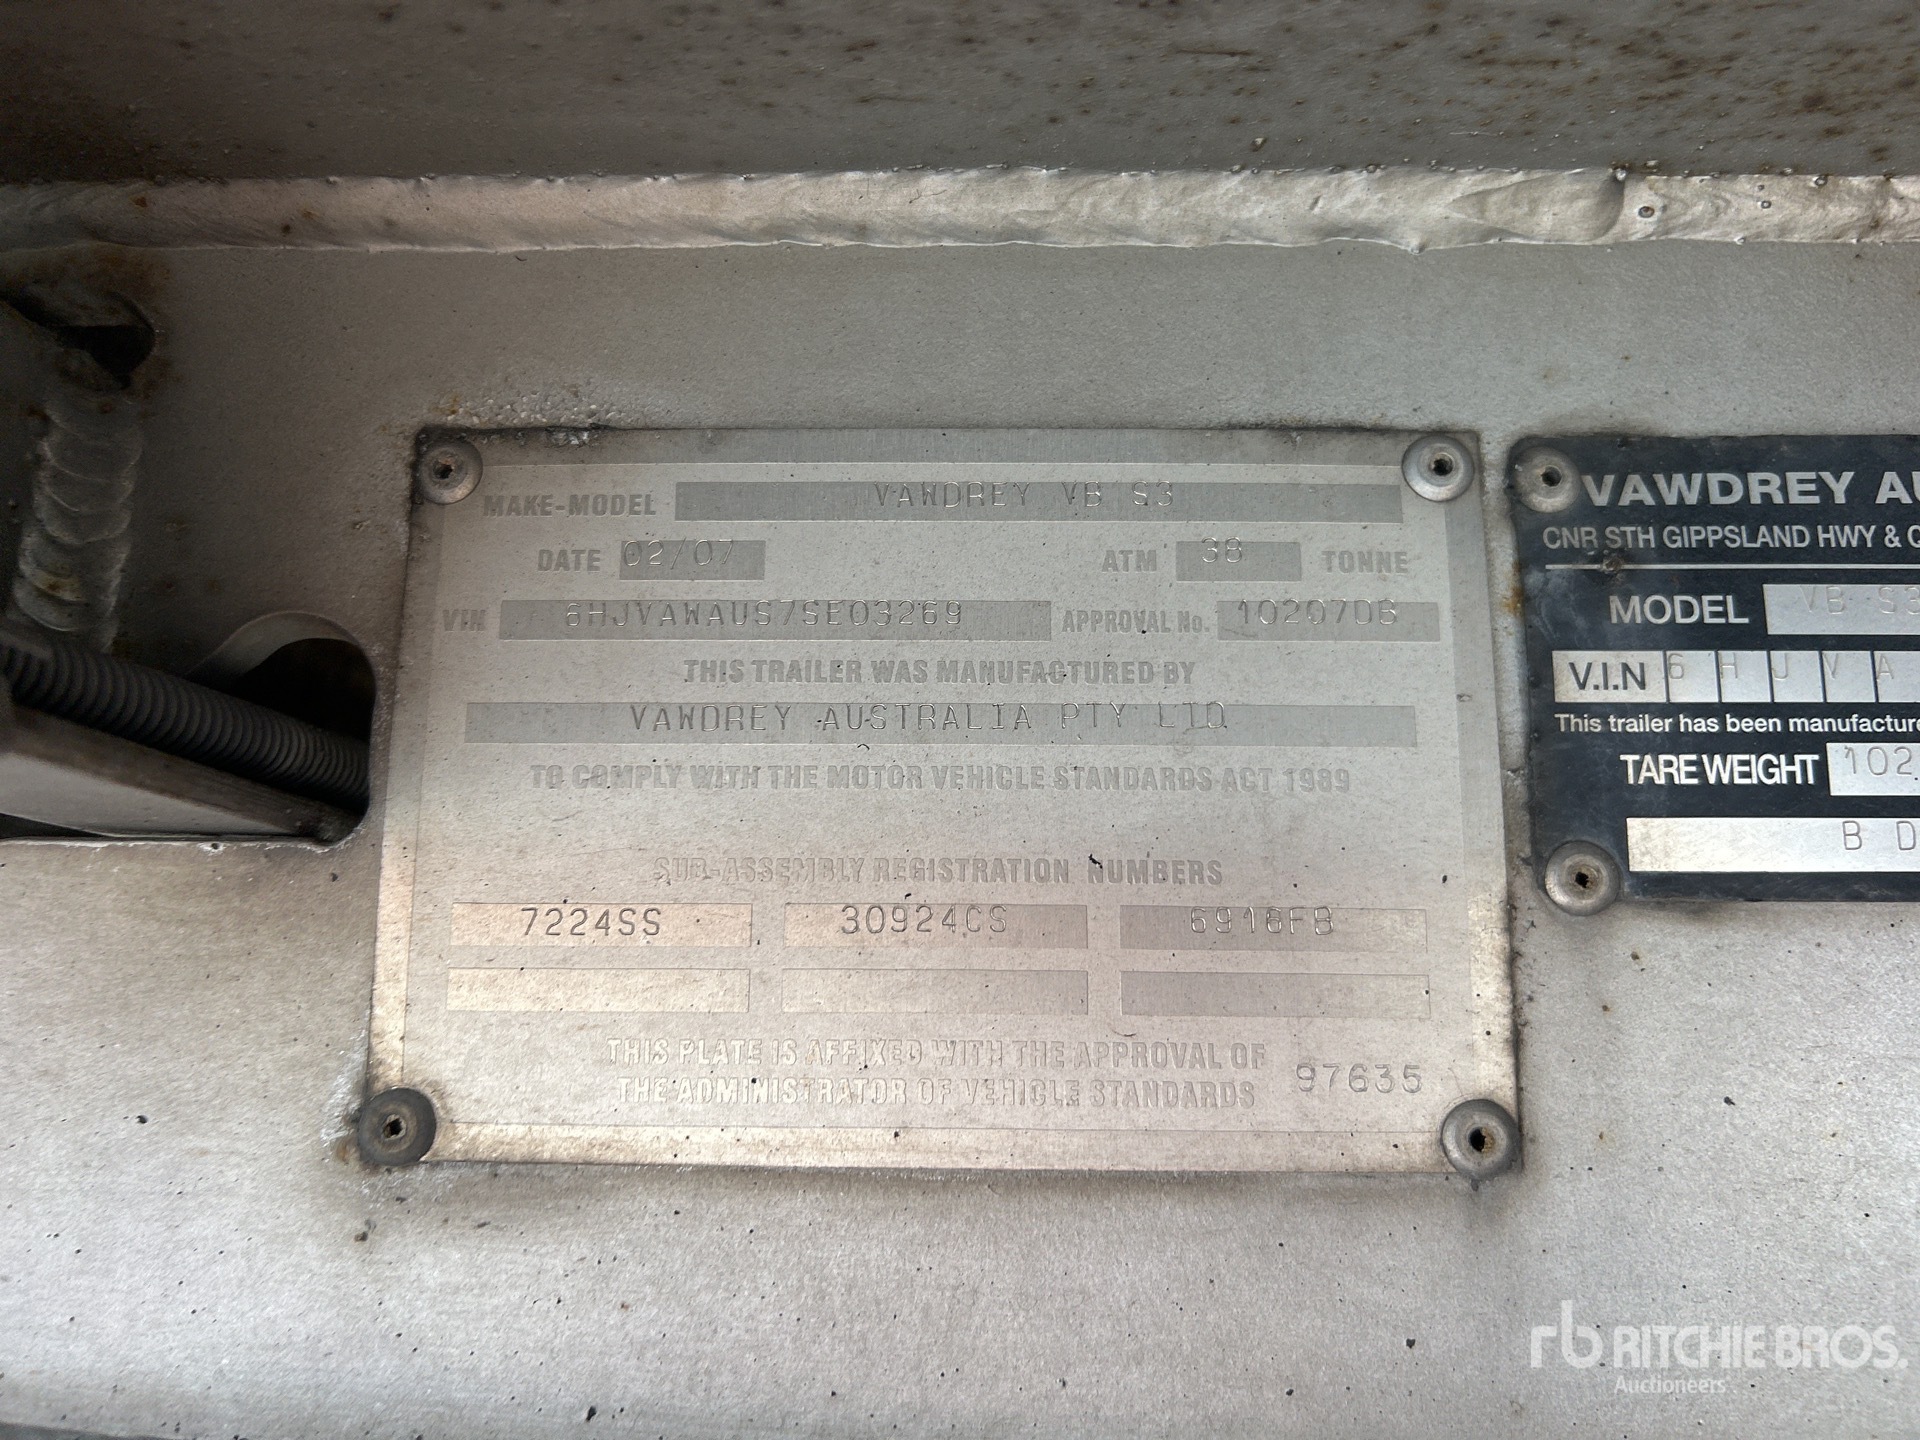 MAKE-MODEL VAWDREY VB S3
DATE 02/07 ATM 38 TONNE
VIN 6HJVAWAUS7SE03269 APPROVAL No. 10207DB
THIS TRAILER WAS MANUFACTURED BY
VAWDREY AUSTRALIA PTY LTD
TO COMPLY WITH THE MOTOR VEHICLE STANDARDS ACT 1989
SUB-ASSEMBLY REGISTRATION NUMBERS
7224SS 30924CS 6916FB
THIS PLATE IS AFFIXED WITH THE APPROVAL OF
THE ADMINISTRATOR OF VEHICLE STANDARDS 97635
VAWDREY AU
CNR STH GIPPSLAND HWY &
MODEL VB S3
V.I.N 6 H J V A
This trailer has been manufacture
TARE WEIGHT 102
B D
rb RITCHIE BROS.
Auctioneers